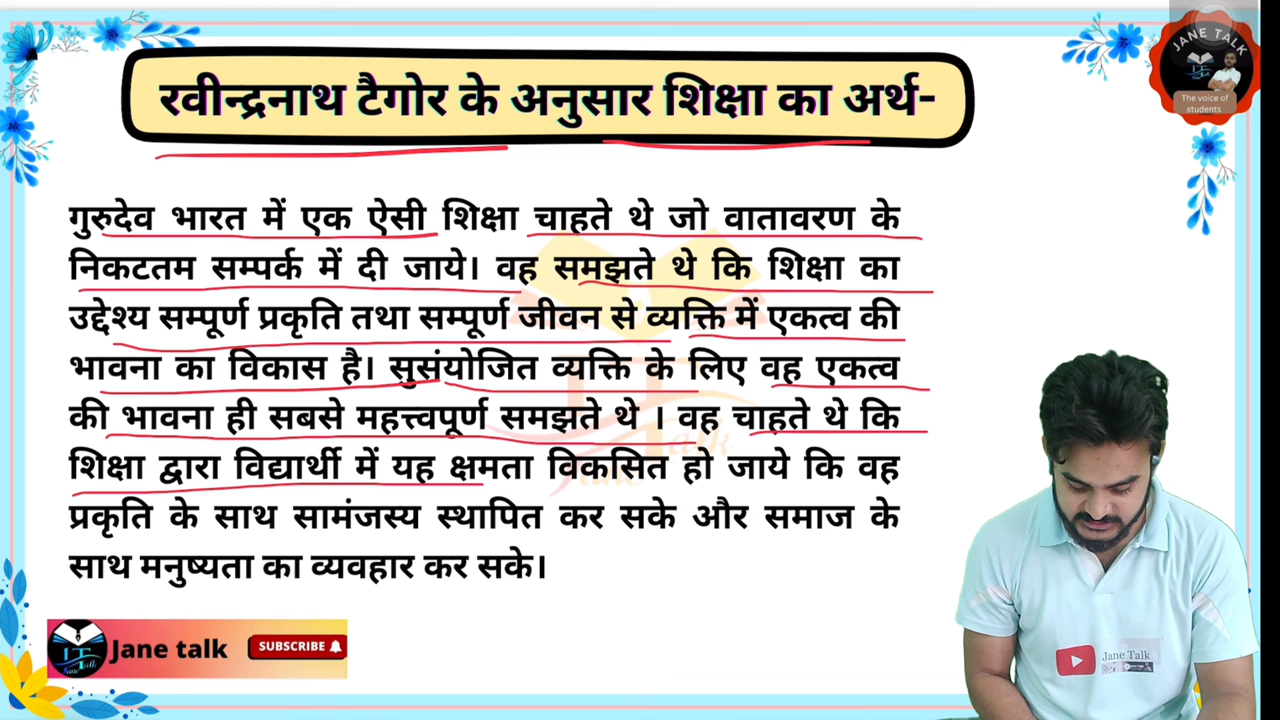 रवीन्द्रनाथ टैगोर के अनुसार शिक्षा का अर्थ-
गुरुदेव भारत में एक ऐसी शिक्षा चाहते थे जो वातावरण के
निकटतम सम्पर्क में दी जाये। वह समझते थे कि शिक्षा का
उद्देश्य सम्पूर्ण प्रकृति तथा सम्पूर्ण जीवन से व्यक्ति में एकत्व की
भावना का विकास है। सुसंयोजित व्यक्ति के लिए वह एकत्व
की भावना ही सबसे महत्त्वपूर्ण समझते थे । वह चाहते थे कि
शिक्षा द्वारा विद्यार्थी में यह क्षमता विकसित हो जाये कि वह
प्रकृति के साथ सामंजस्य स्थापित कर सके और समाज के
साथ मनुष्यता का व्यवहार कर सके।
JANE TALK
The voice of
students
Jane talk
SUBSCRIBE
Jane Talk